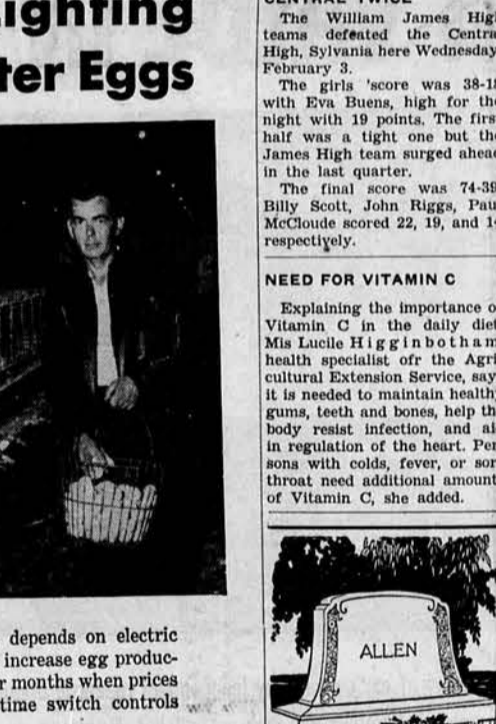 ighting
ter Eggs
depends on electric
increase egg produc-
r months when prices
time switch controls
CENTRAL TWICE
The William James Hig
teams defeated the Centra
High, Sylvania here Wednesday
February 3.
The girls 'score was 38-18
with Eva Buens, high for th
night with 19 points. The firs
half was a tight one but th
James High team surged ahead
in the last quarter.
The final score was 74-39
Billy Scott, John Riggs, Pau
McCloude scored 22, 19, and 1
respectively.
NEED FOR VITAMIN C
Explaining the importance o
Vitamin C in the daily diet
Mis Lucile Higginbotham
health specialist ofr the Agri
cultural Extension Service, say
it is needed to maintain health
gums, teeth and bones, help th
body resist infection, and ai
in regulation of the heart. Per
sons with colds, fever, or sor
throat need additional amount
of Vitamin C, she added.
ALLEN